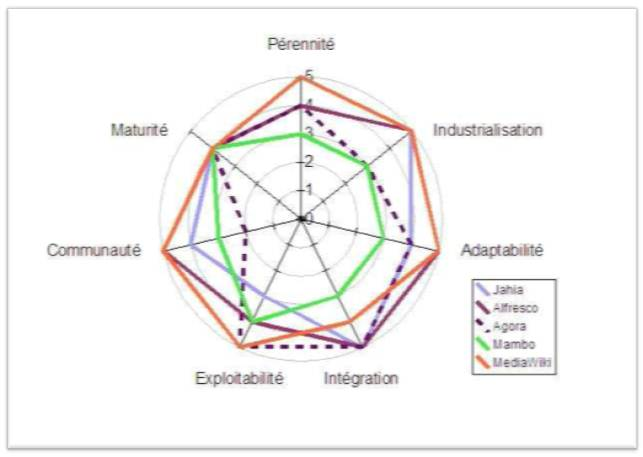 Pérennité
5
Maturité
4
Industrialisation
3
2
1
0
Communauté
Adaptabilité
Jahia
Alfresco
Agora
Mambo
MediaWiki
Exploitabilité
Intégration